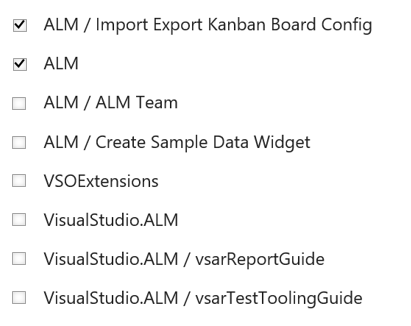 ALM / Import Export Kanban Board Config
ALM
ALM / ALM Team
ALM / Create Sample Data Widget
VSOExtensions
VisualStudio.ALM
VisualStudio.ALM / vsarReportGuide
VisualStudio.ALM / vsarTestToolingGuide